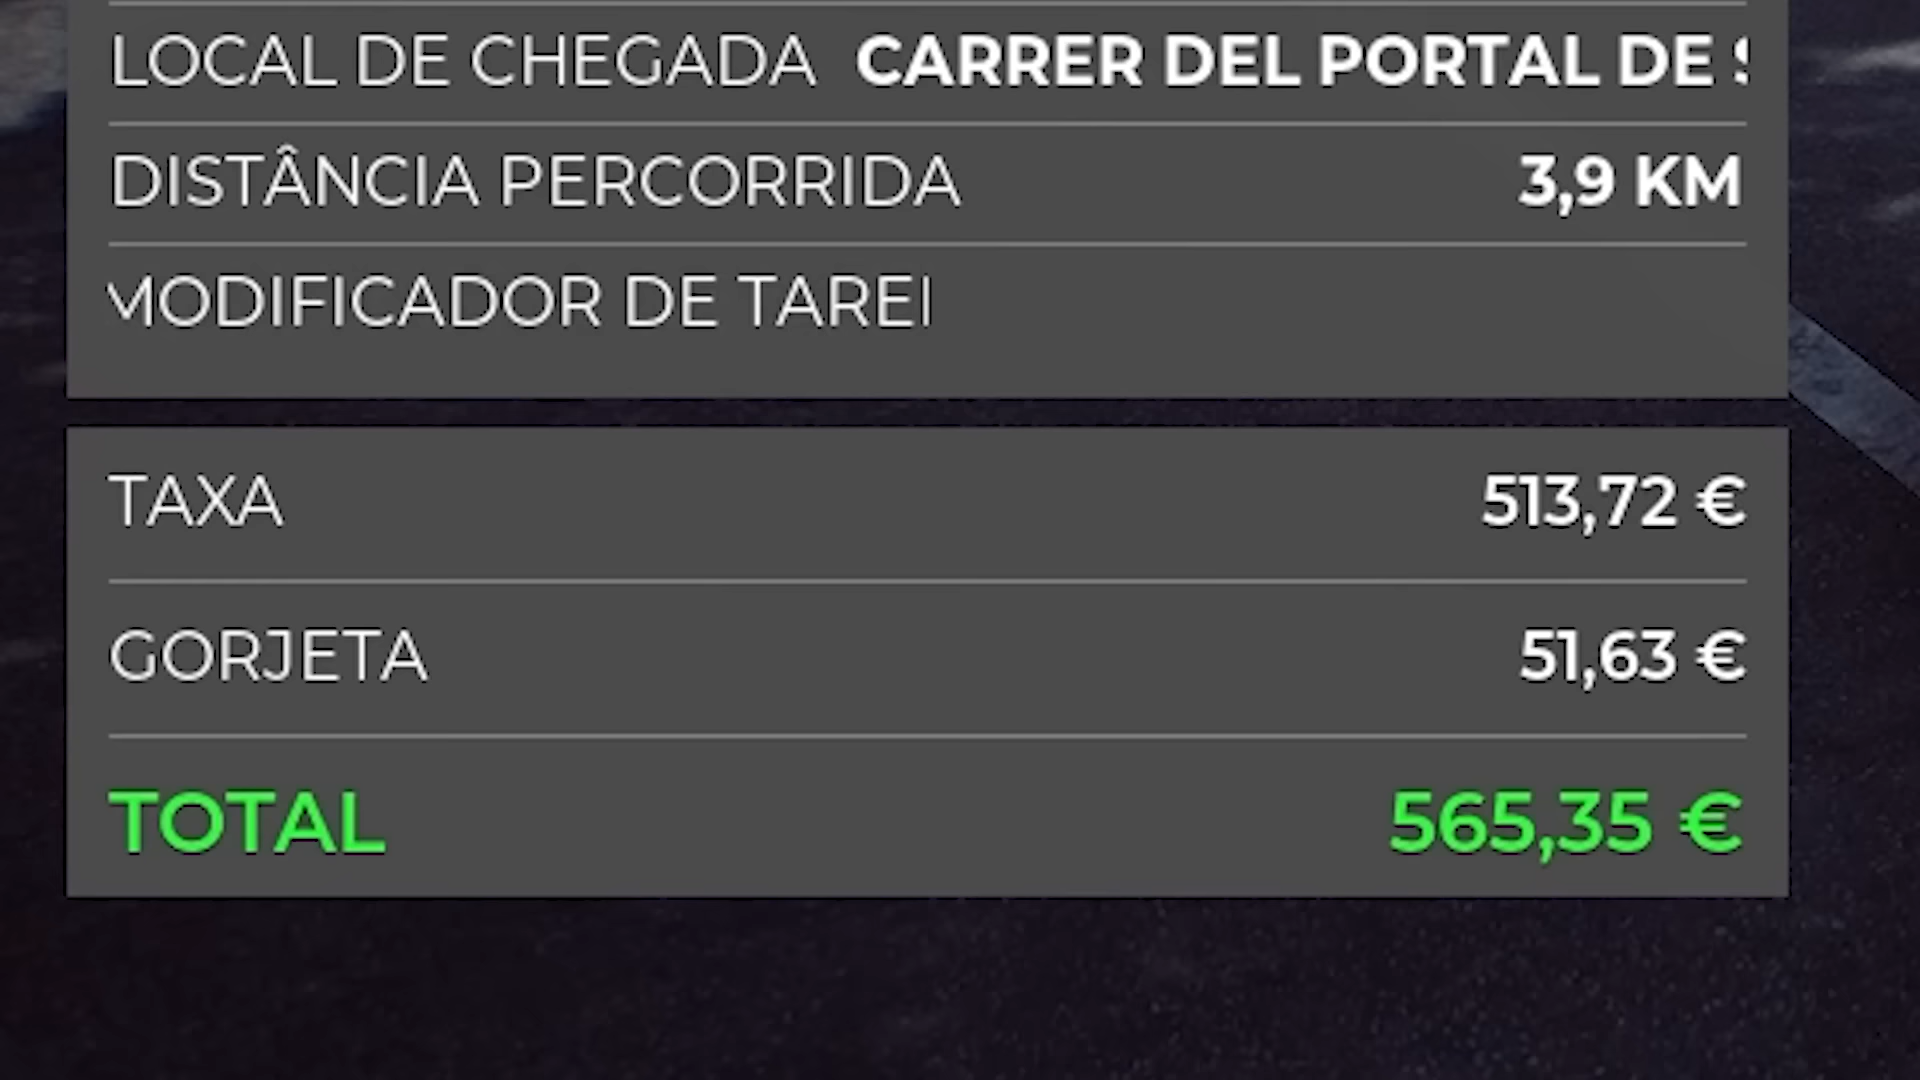 LOCAL DE CHEGADA CARRER DEL PORTAL DE
DISTÂNCIA PERCORRIDA 3,9 KM
MODIFICADOR DE TAREI
TAXA 513,72 €
GORJETA 51,63 €
TOTAL 565,35 €